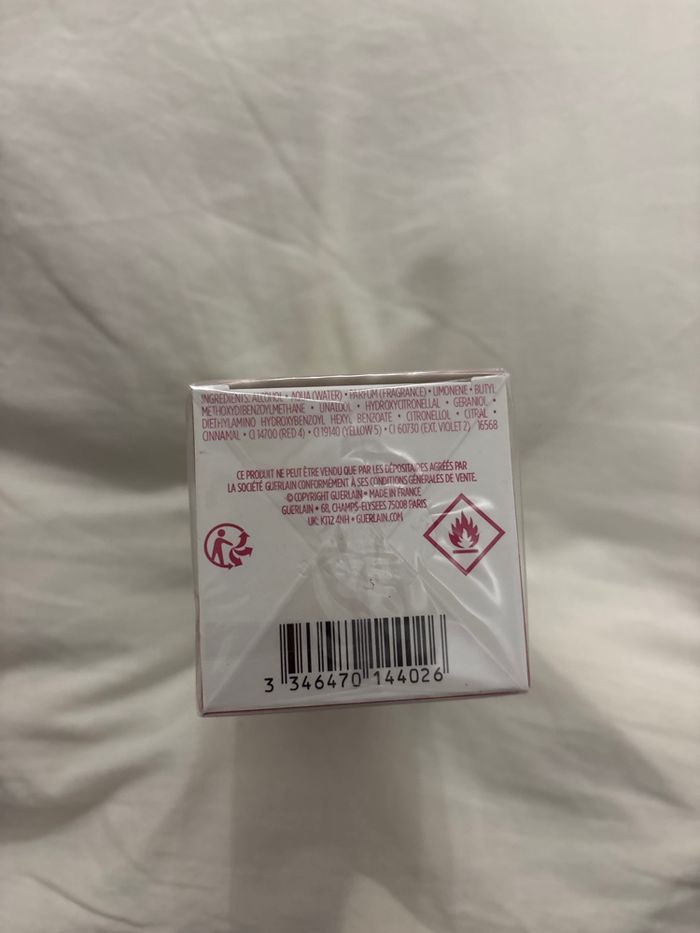 INGREDIENTS: ALCOHOL • AQUA (WATER) • PARFUM (FRAGRANCE) • LIMONENE • BUTYL
METHOXYDIBENZOYLMETHANE • LINALOOL • HYDROXYCITRONELLAL • GERANIOL •
DIETHYLAMINO HYDROXYBENZOYL HEXYL BENZOATE • CITRONELLOL • CITRAL •
CINNAMAL • CI 14700 (RED 4) • CI 19140 (YELLOW 5) • CI 60730 (EXT. VIOLET 2) 16568
CE PRODUIT NE PEUT ÊTRE VENDU QUE PAR LES DÉPOSITAIRES AGRÉÉS PAR
LA SOCIÉTÉ GUERLAIN CONFORMÉMENT À SES CONDITIONS GÉNÉRALES DE VENTE.
© COPYRIGHT GUERLAIN • MADE IN FRANCE
GUERLAIN • 68, CHAMPS-ELYSEES 75008 PARIS
UK: KT12 4NH • GUERLAIN.COM
5
3 346470 144026